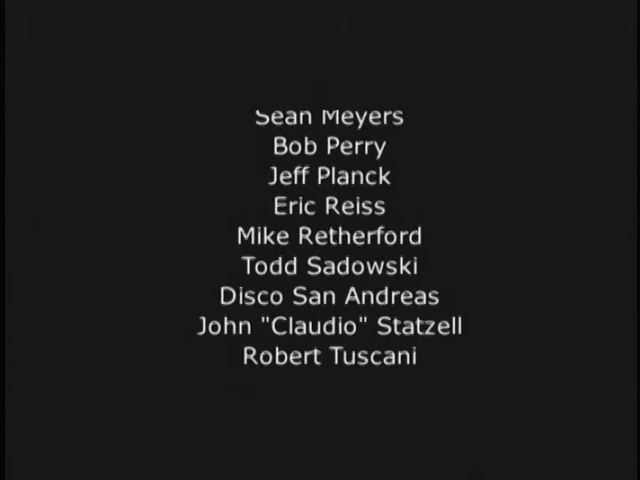 Sean Meyers
Bob Perry
Jeff Planck
Eric Reiss
Mike Retherford
Todd Sadowski
Disco San Andreas
John "Claudio" Statzell
Robert Tuscani